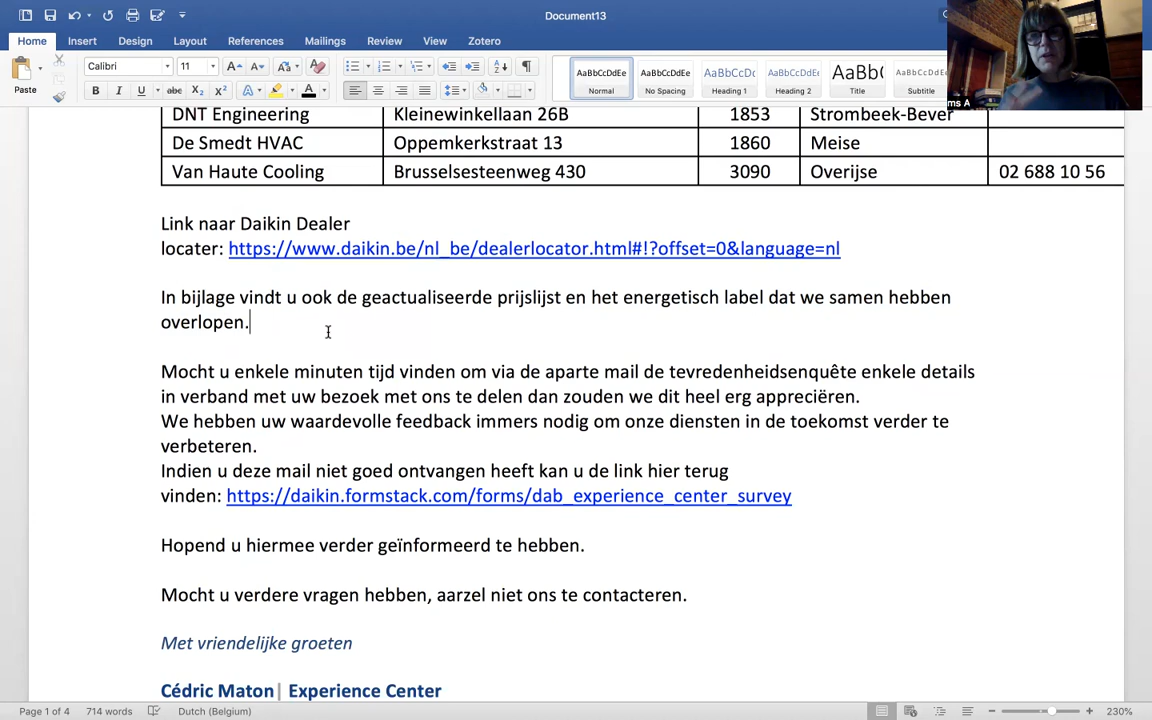 Document13
Home Insert Design Layout References Mailings Review View Zotero
Paste
Calibri 11
AaBbCcDdEe AaBbCcDdEe AaBbCcDc AaBbCcDdEe AaBbC( AaBbCcDdEe
Normal No Spacing Heading 1 Heading 2 Title Subtitle
ms A
DNT Engineering Kleinewinkellaan 26B 1853 Strombeek-Bever
De Smedt HVAC Oppemkerkstraat 13 1860 Meise
Van Haute Cooling Brusselsesteenweg 430 3090 Overijse 02 688 10 56
Link naar Daikin Dealer
locater: https://www.daikin.be/nl_be/dealerlocator.html#!?offset=0&language=nl
In bijlage vindt u ook de geactualiseerde prijslijst en het energetisch label dat we samen hebben
overlopen.
Mocht u enkele minuten tijd vinden om via de aparte mail de tevredenheidsenquête enkele details
in verband met uw bezoek met ons te delen dan zouden we dit heel erg appreciëren.
We hebben uw waardevolle feedback immers nodig om onze diensten in de toekomst verder te
verbeteren.
Indien u deze mail niet goed ontvangen heeft kan u de link hier terug
vinden: https://daikin.formstack.com/forms/dab_experience_center_survey
Hopend u hiermee verder geïnformeerd te hebben.
Mocht u verdere vragen hebben, aarzel niet ons te contacteren.
Met vriendelijke groeten
Cédric Maton| Experience Center
Page 1 of 4 714 words Dutch (Belgium) 230%